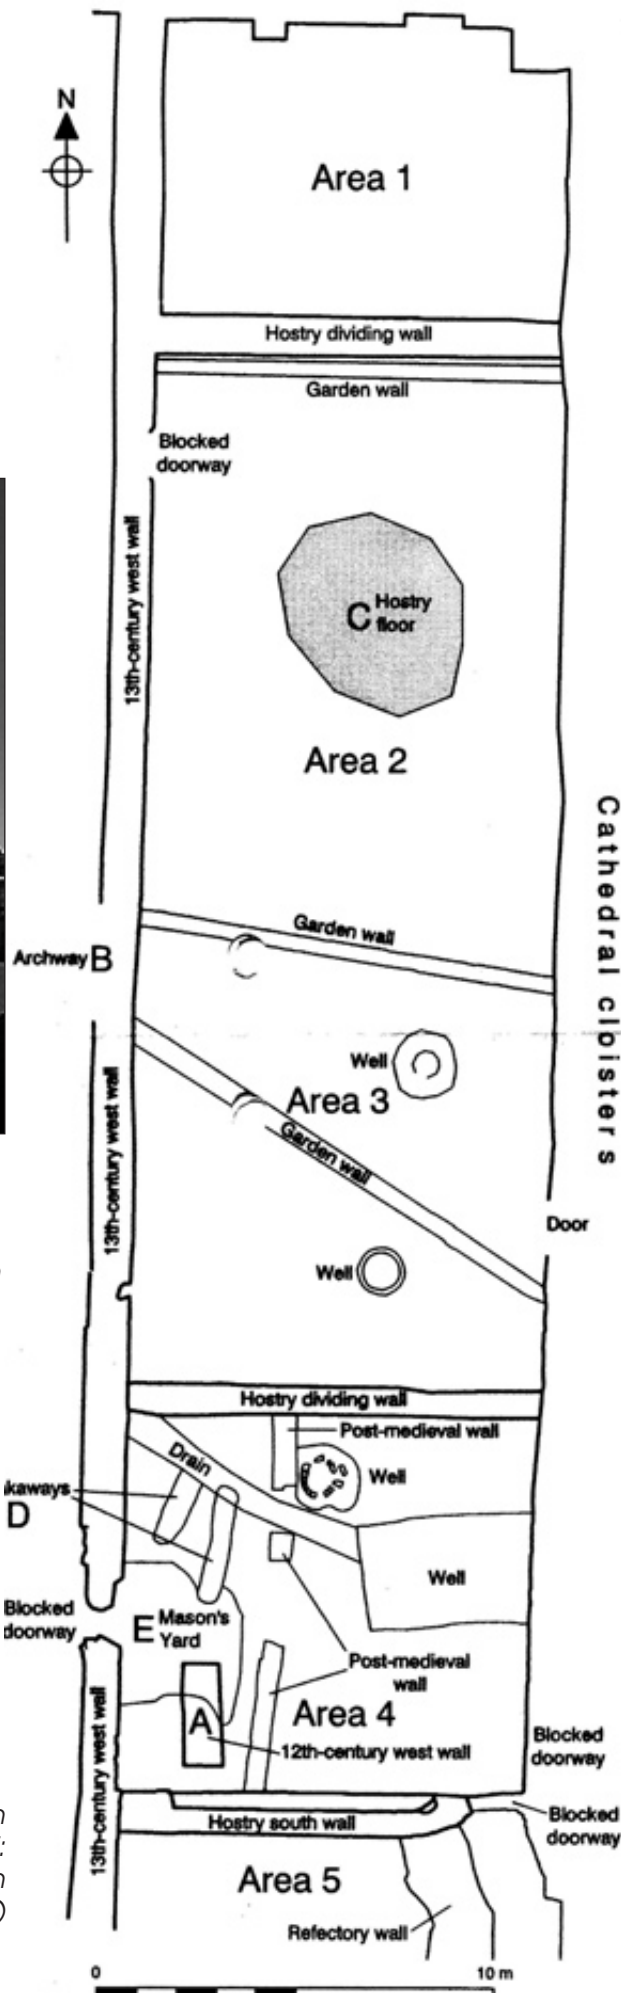 N
Area 1
Hostry dividing wall
Garden wall
Blocked
doorway
13th-century west wall
C Hostry
floor
Area 2
Cathedral cloisters
Garden wall
Archway B
Well
Area 3
Garden wall
13th-century west wall
Door
Well
Hostry dividing wall
Post-medieval wall
Drain
Well
kaways
D
Well
Blocked
doorway
E Mason's
Yard
Post-medieval
wall
A
Area 4
12th-century west wall
Blocked
doorway
13th-century west wall
Hostry south wall
Blocked
doorway
Area 5
Refectory wall
0 10 m